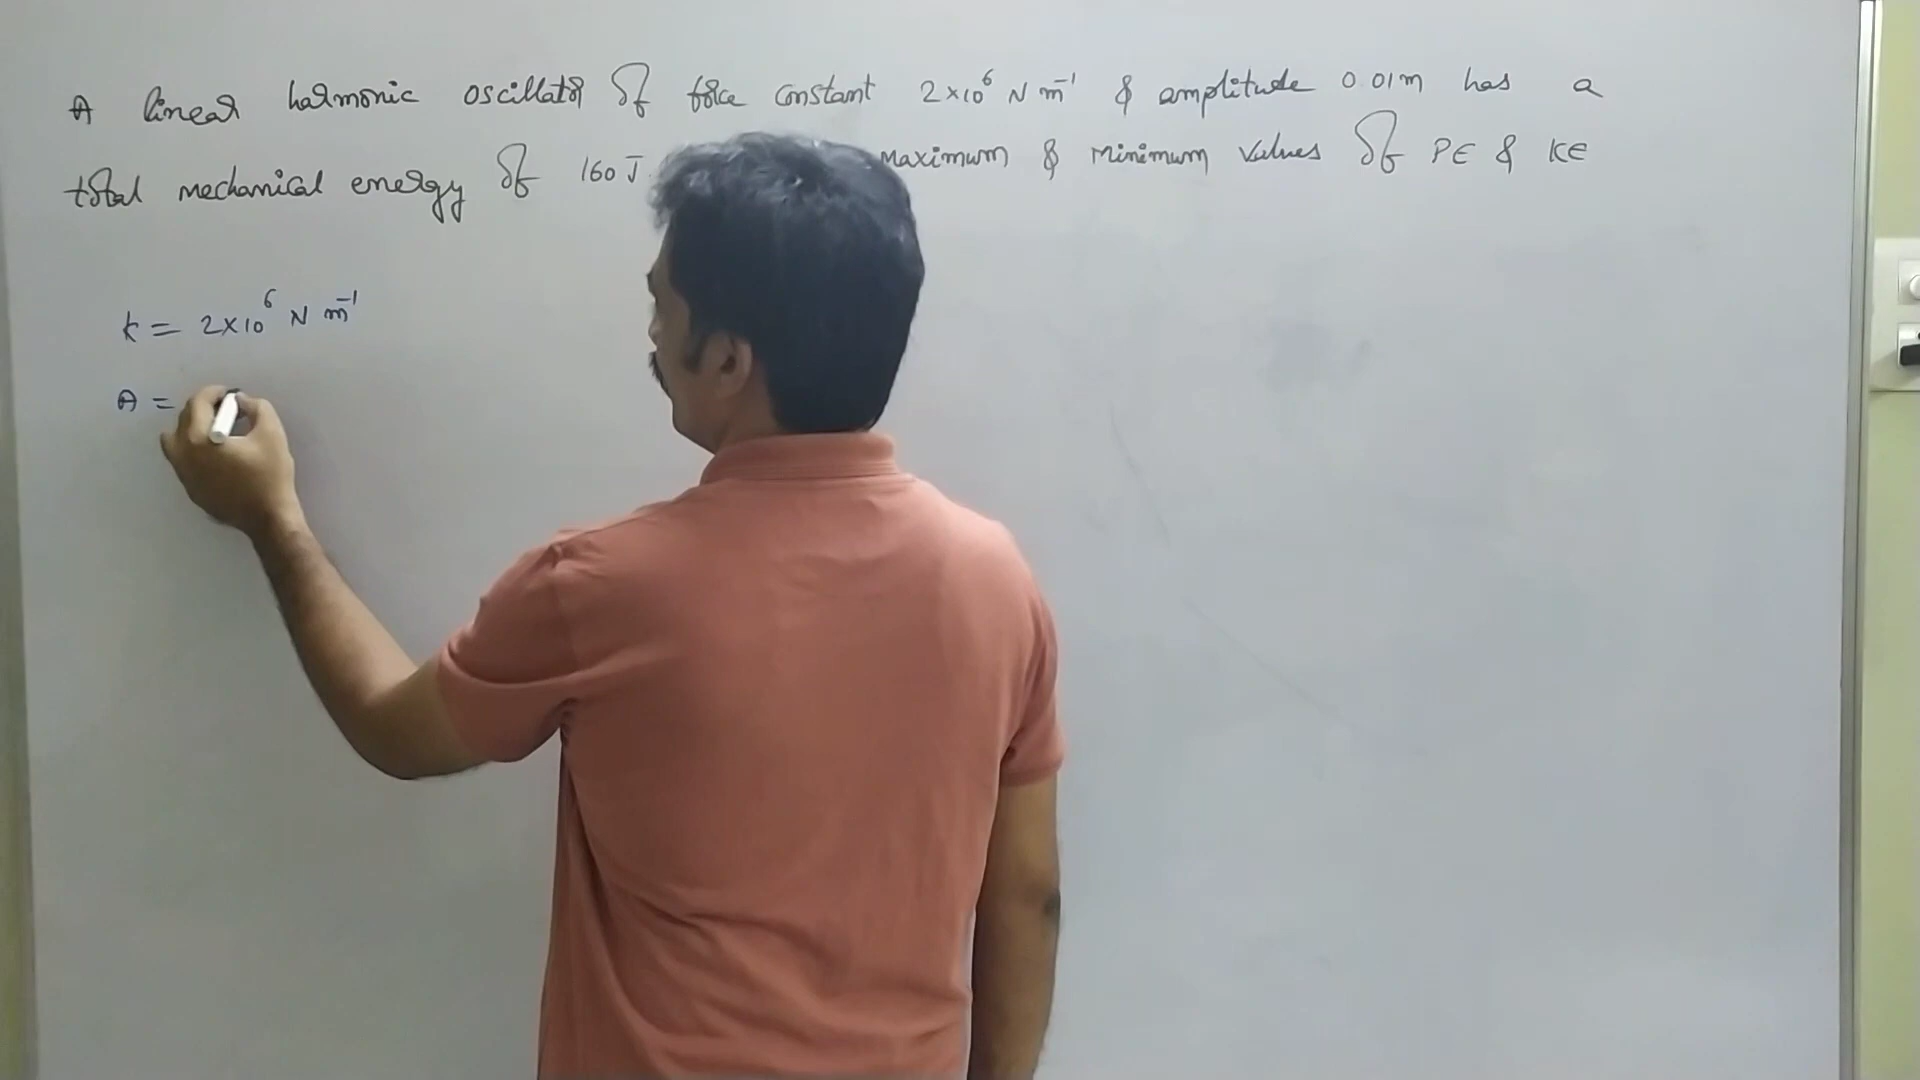 A linear harmonic oscillator of force constant 2×10⁶ N m⁻¹ & amplitude 0.01m has a
total mechanical energy of 160 J. Maximum & Minimum values of PE & KE
k = 2×10⁶ N m⁻¹
A =